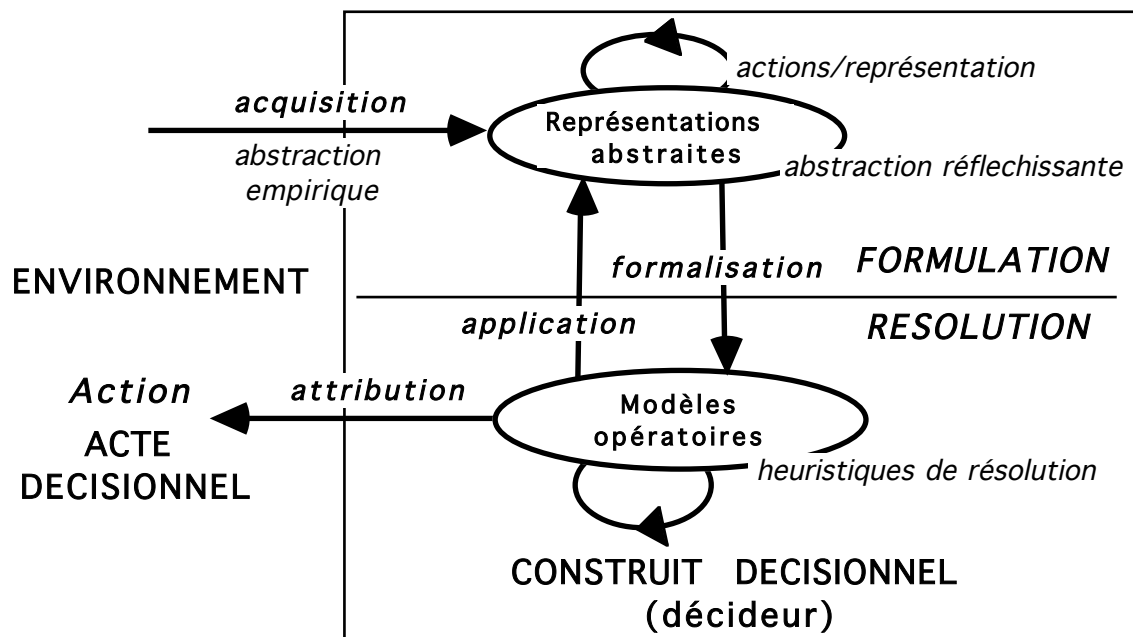 actions/représentation
acquisition
Représentations
abstraites
abstraction
empirique
abstraction réflechissante
ENVIRONNEMENT
formalisation
FORMULATION
application
RESOLUTION
Action
attribution
Modèles
opératoires
ACTE
DECISIONNEL
heuristiques de résolution
CONSTRUIT DECISIONNEL
(décideur)